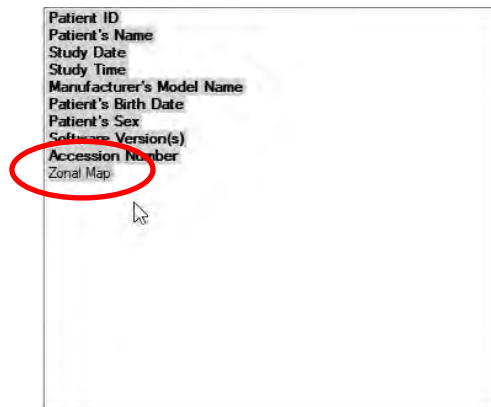 Patient ID
Patient's Name
Study Date
Study Time
Manufacturer's Model Name
Patient's Birth Date
Patient's Sex
Software Version(s)
Accession Number
Zonal Map